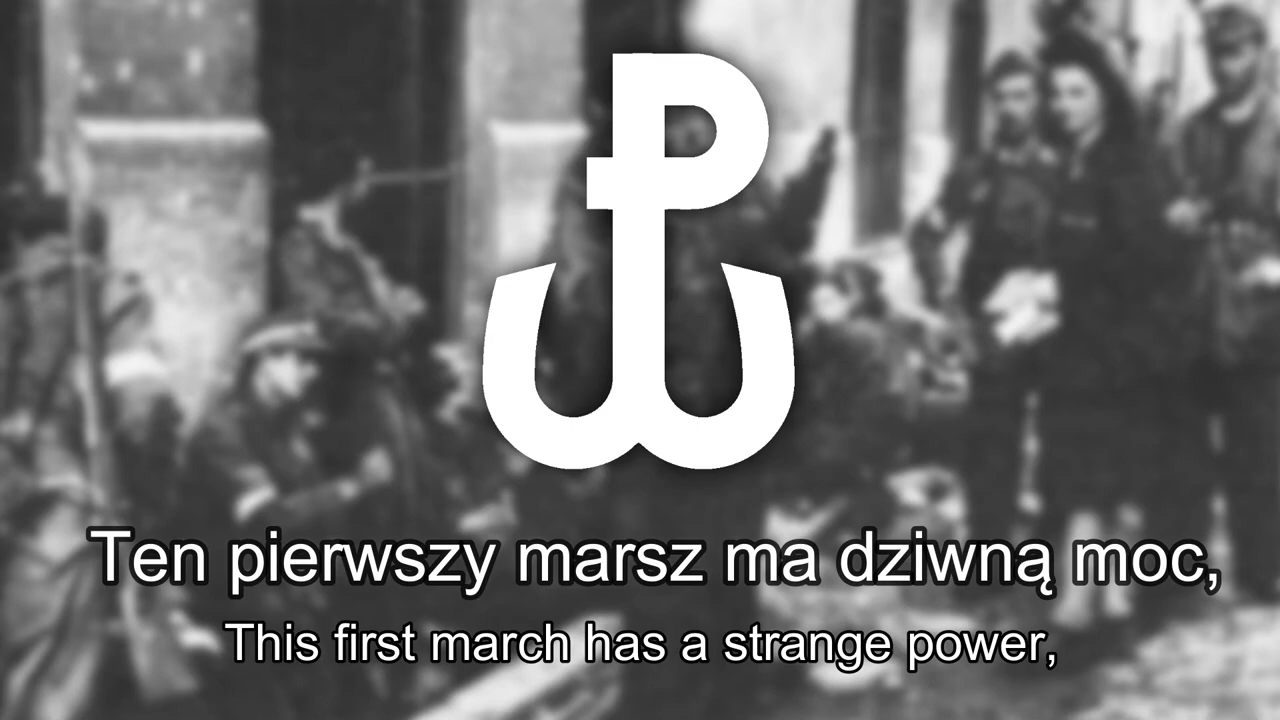 Ten pierwszy marsz ma dziwną moc,
This first march has a strange power,